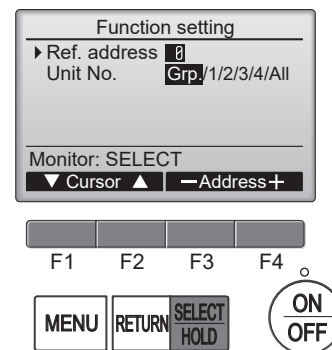 Function setting
Ref. address 0
Unit No. Grp./1/2/3/4/All
Monitor: SELECT
▼ Cursor ▲ −Address+
F1 F2 F3 F4
MENU RETURN SELECT HOLD ON OFF